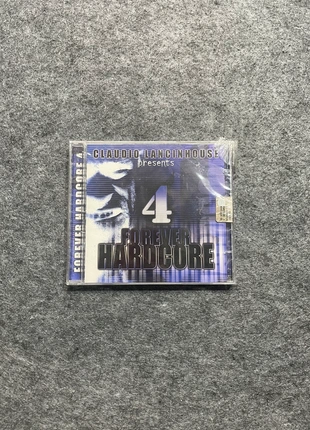 FOREVER HARDCORE 4
CLAUDIO LANCINHOUSE
presents
4
FOREVER
HARDCORE